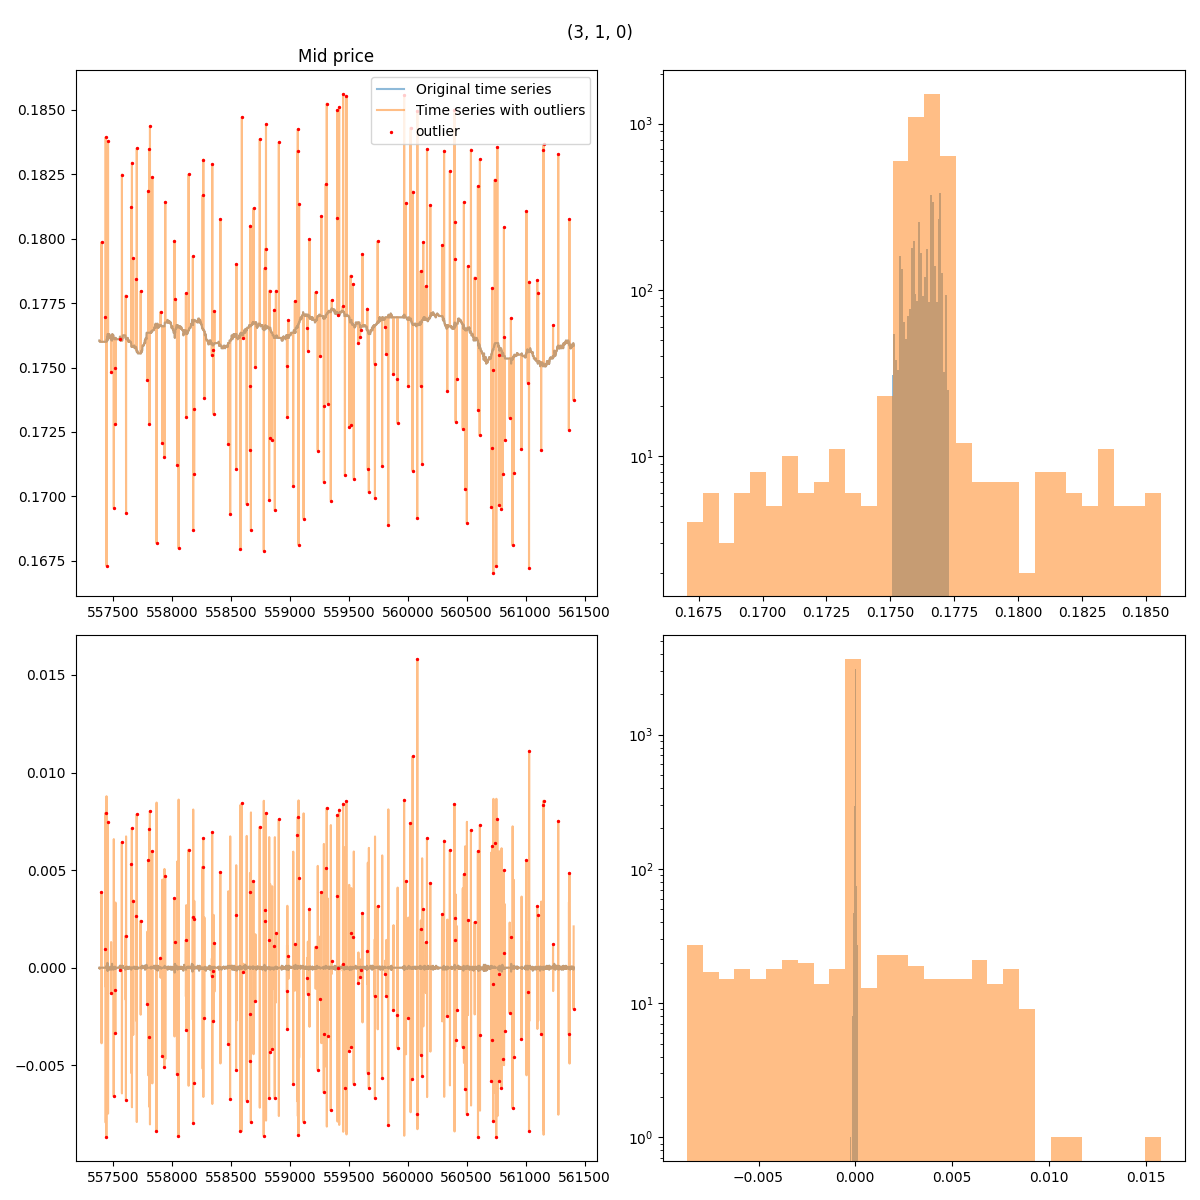 (3, 1, 0)
Mid price
Original time series
Time series with outliers
outlier
0.1850
0.1825
0.1800
0.1775
0.1750
0.1725
0.1700
0.1675
557500 558000 558500 559000 559500 560000 560500 561000 561500
10³
10²
10¹
0.1675 0.1700 0.1725 0.1750 0.1775 0.1800 0.1825 0.1850
0.015
0.010
0.005
0.000
−0.005
557500 558000 558500 559000 559500 560000 560500 561000 561500
10³
10²
10¹
10⁰
−0.005 0.000 0.005 0.010 0.015